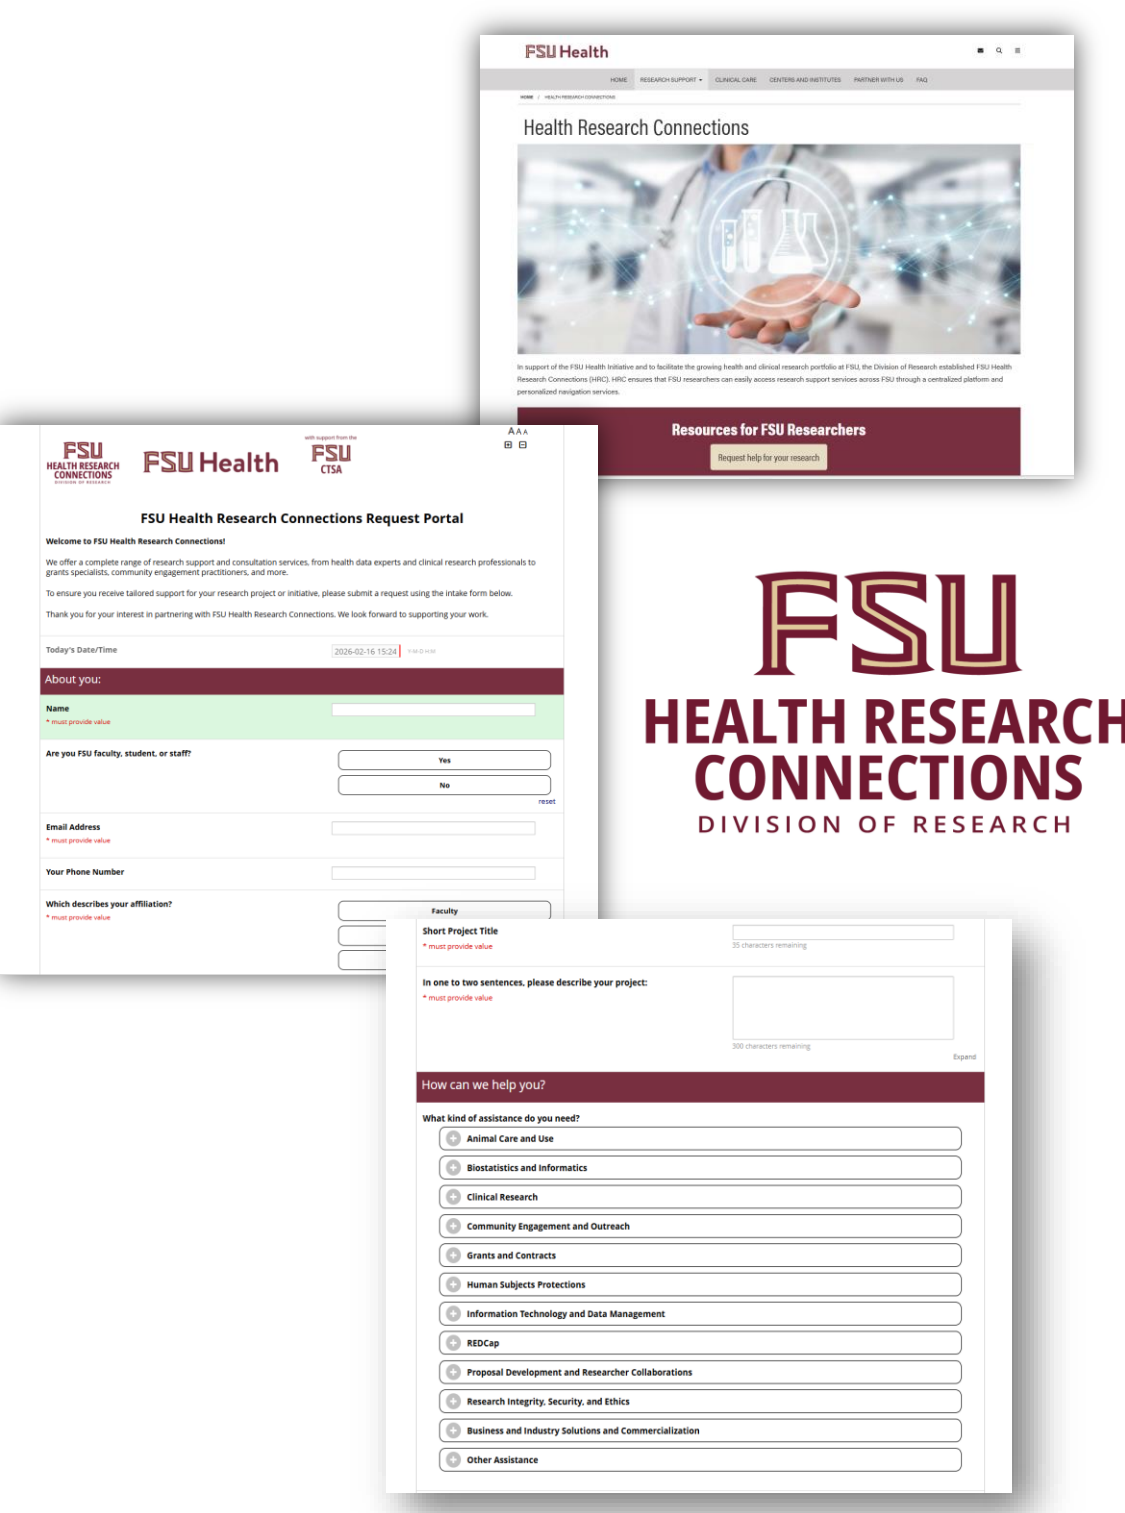 FSU Health
HOME RESEARCH SUPPORT CLINICAL CARE CENTERS AND INSTITUTES PARTNER WITH US FAQ
HOME / HEALTH RESEARCH CONNECTIONS
Health Research Connections
In support of the FSU Health Initiative and to facilitate the growing health and clinical research portfolio at FSU, the Division of Research established FSU Health
Research Connections (HRC). HRC ensures that FSU researchers can easily access research support services across FSU through a centralized platform and
personalized navigation services.
Resources for FSU Researchers
Request help for your research
FSU
HEALTH RESEARCH
CONNECTIONS
DIVISION OF RESEARCH
FSU Health
with support from the
FSU
CTSA
A A A
FSU Health Research Connections Request Portal
Welcome to FSU Health Research Connections!
We offer a complete range of research support and consultation services, from health data experts and clinical research professionals to
grants specialists, community engagement practitioners, and more.
To ensure you receive tailored support for your research project or initiative, please submit a request using the intake form below.
Thank you for your interest in partnering with FSU Health Research Connections. We look forward to supporting your work.
Today's Date/Time
2026-02-16 15:24 Y-M-D H:M
About you:
Name
* must provide value
Are you FSU faculty, student, or staff?
Yes
No
reset
Email Address
* must provide value
Your Phone Number
Which describes your affiliation?
* must provide value
Faculty
FSU
HEALTH RESEARCH
CONNECTIONS
DIVISION OF RESEARCH
Short Project Title
* must provide value
35 characters remaining
In one to two sentences, please describe your project:
* must provide value
300 characters remaining
Expand
How can we help you?
What kind of assistance do you need?
Animal Care and Use
Biostatistics and Informatics
Clinical Research
Community Engagement and Outreach
Grants and Contracts
Human Subjects Protections
Information Technology and Data Management
REDCap
Proposal Development and Researcher Collaborations
Research Integrity, Security, and Ethics
Business and Industry Solutions and Commercialization
Other Assistance